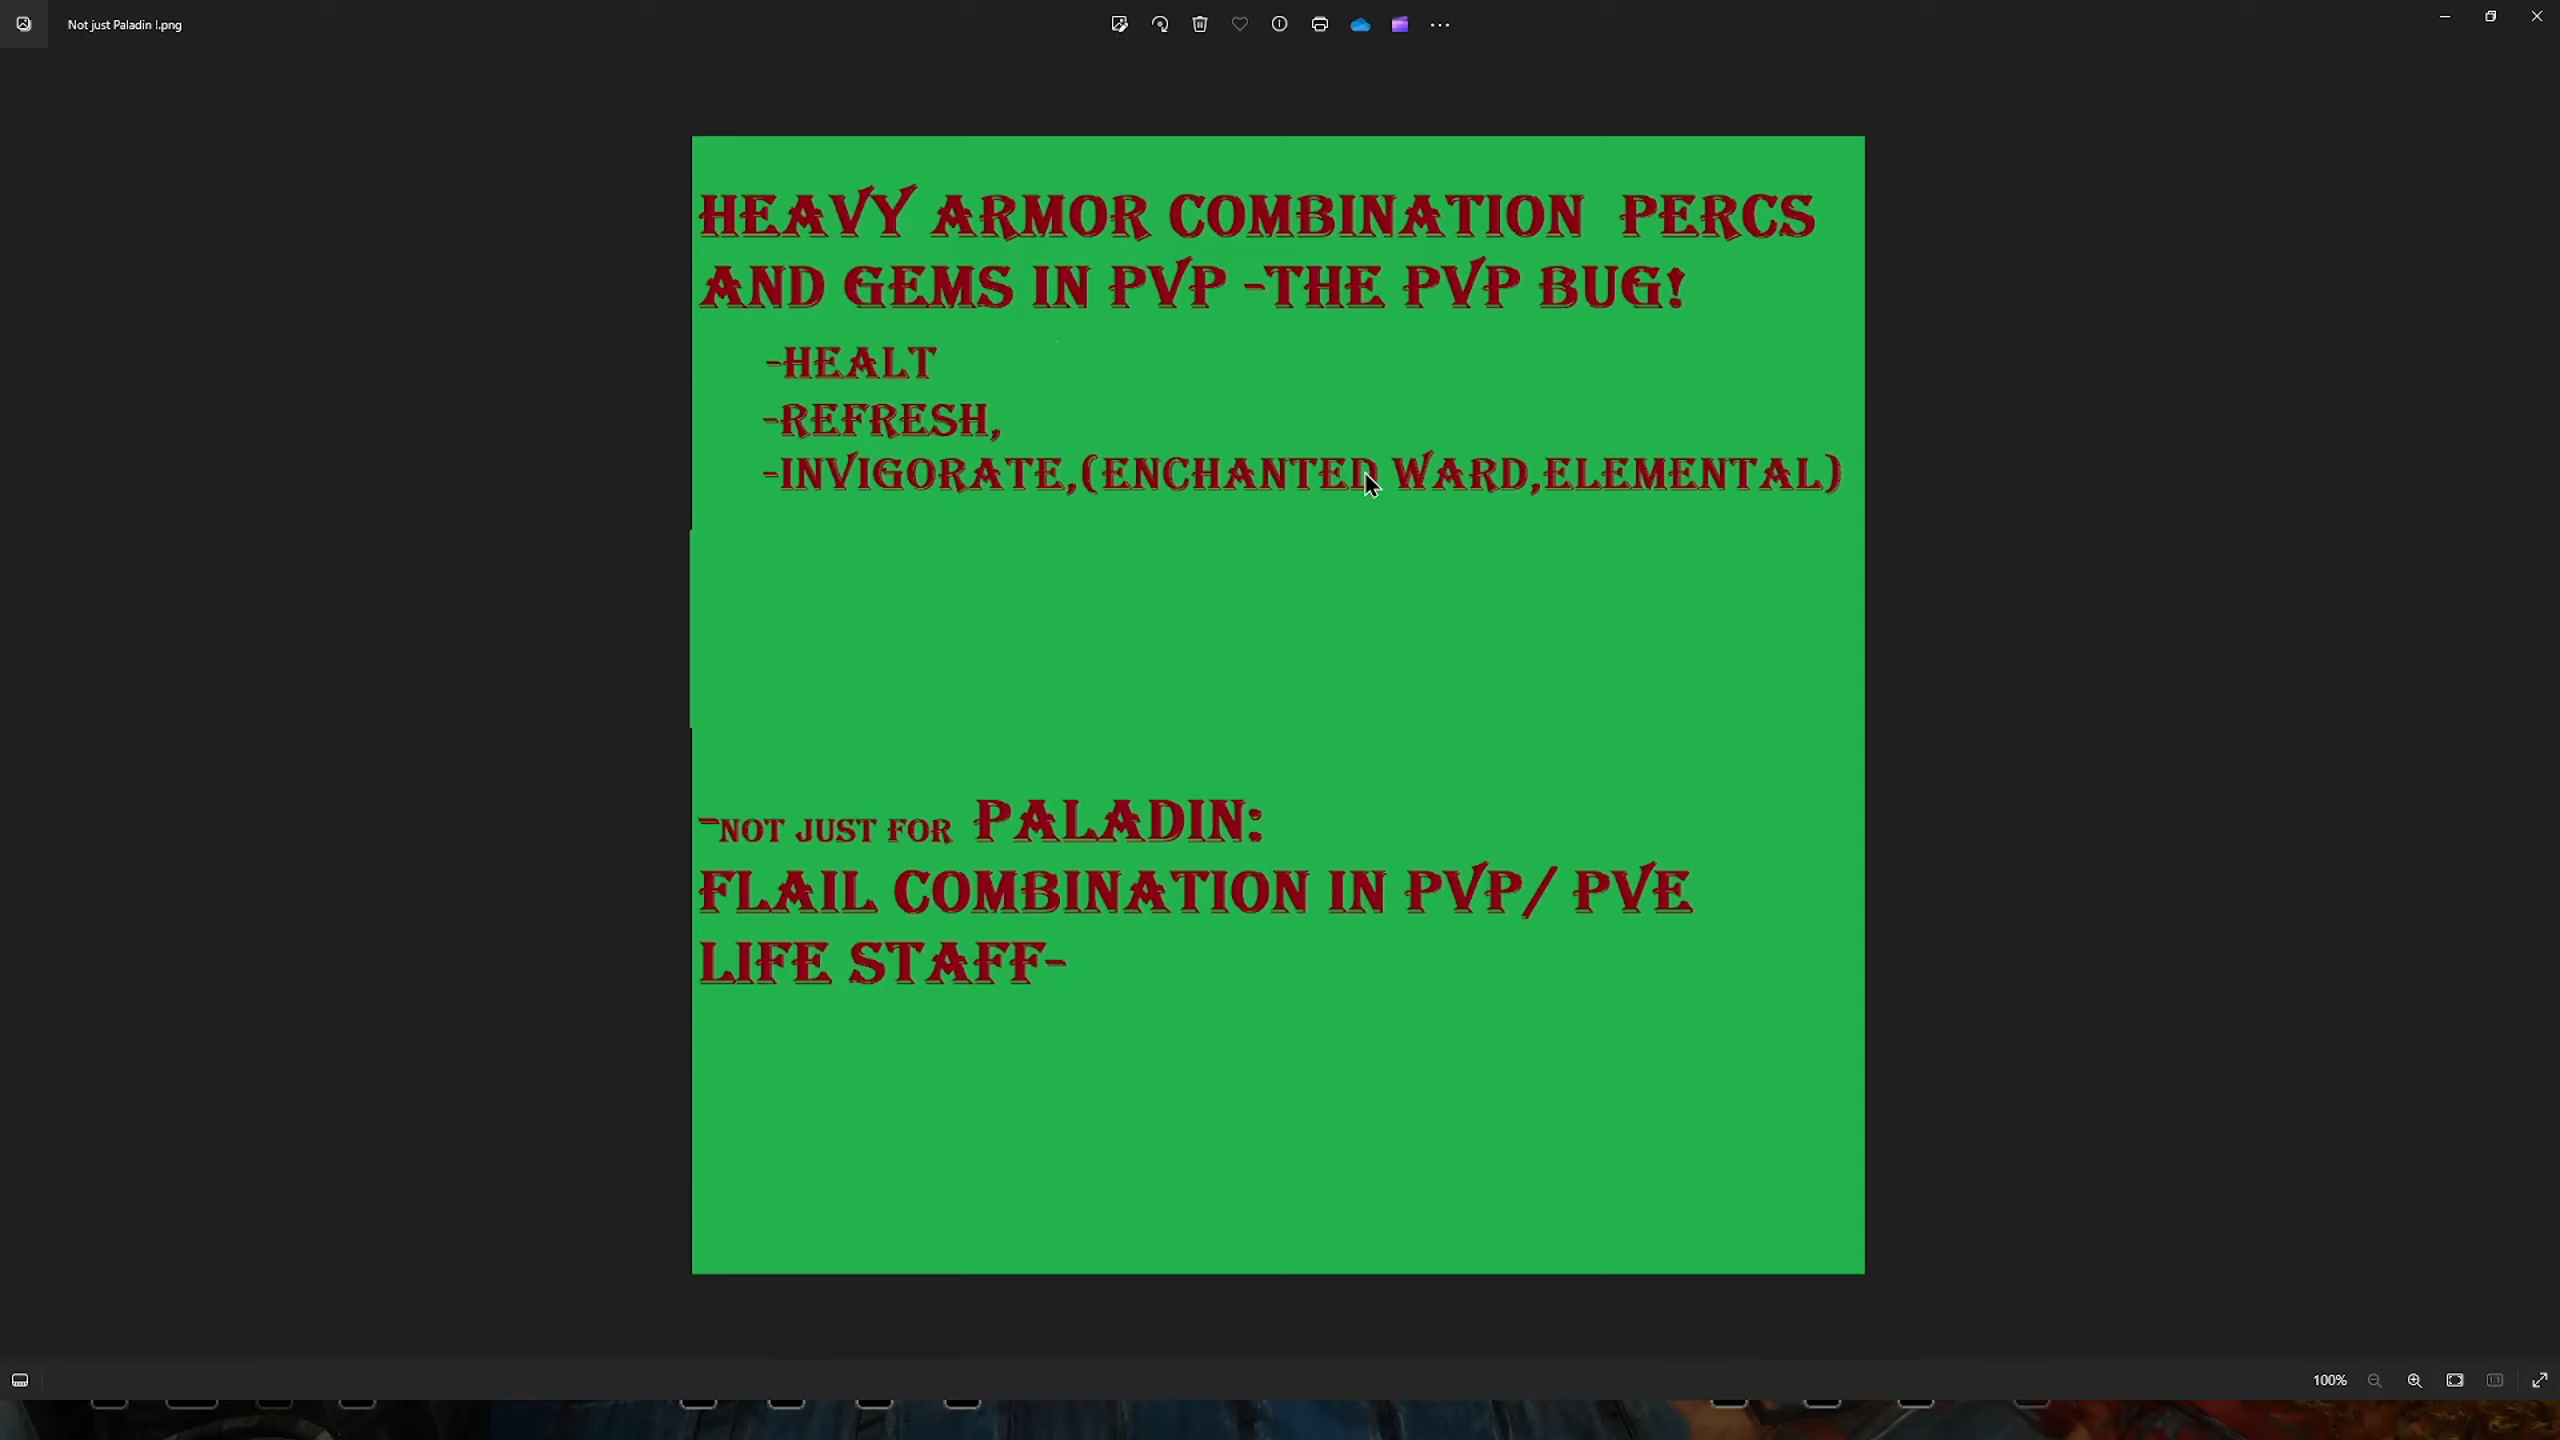 Not just Paladin !.png
HEAVY ARMOR COMBINATION PERCS
AND GEMS IN PVP -THE PVP BUG!
-HEALT
-REFRESH,
-INVIGORATE,(ENCHANTED WARD,ELEMENTAL)
-NOT JUST FOR PALADIN:
FLAIL COMBINATION IN PVP/ PVE
LIFE STAFF-
100%